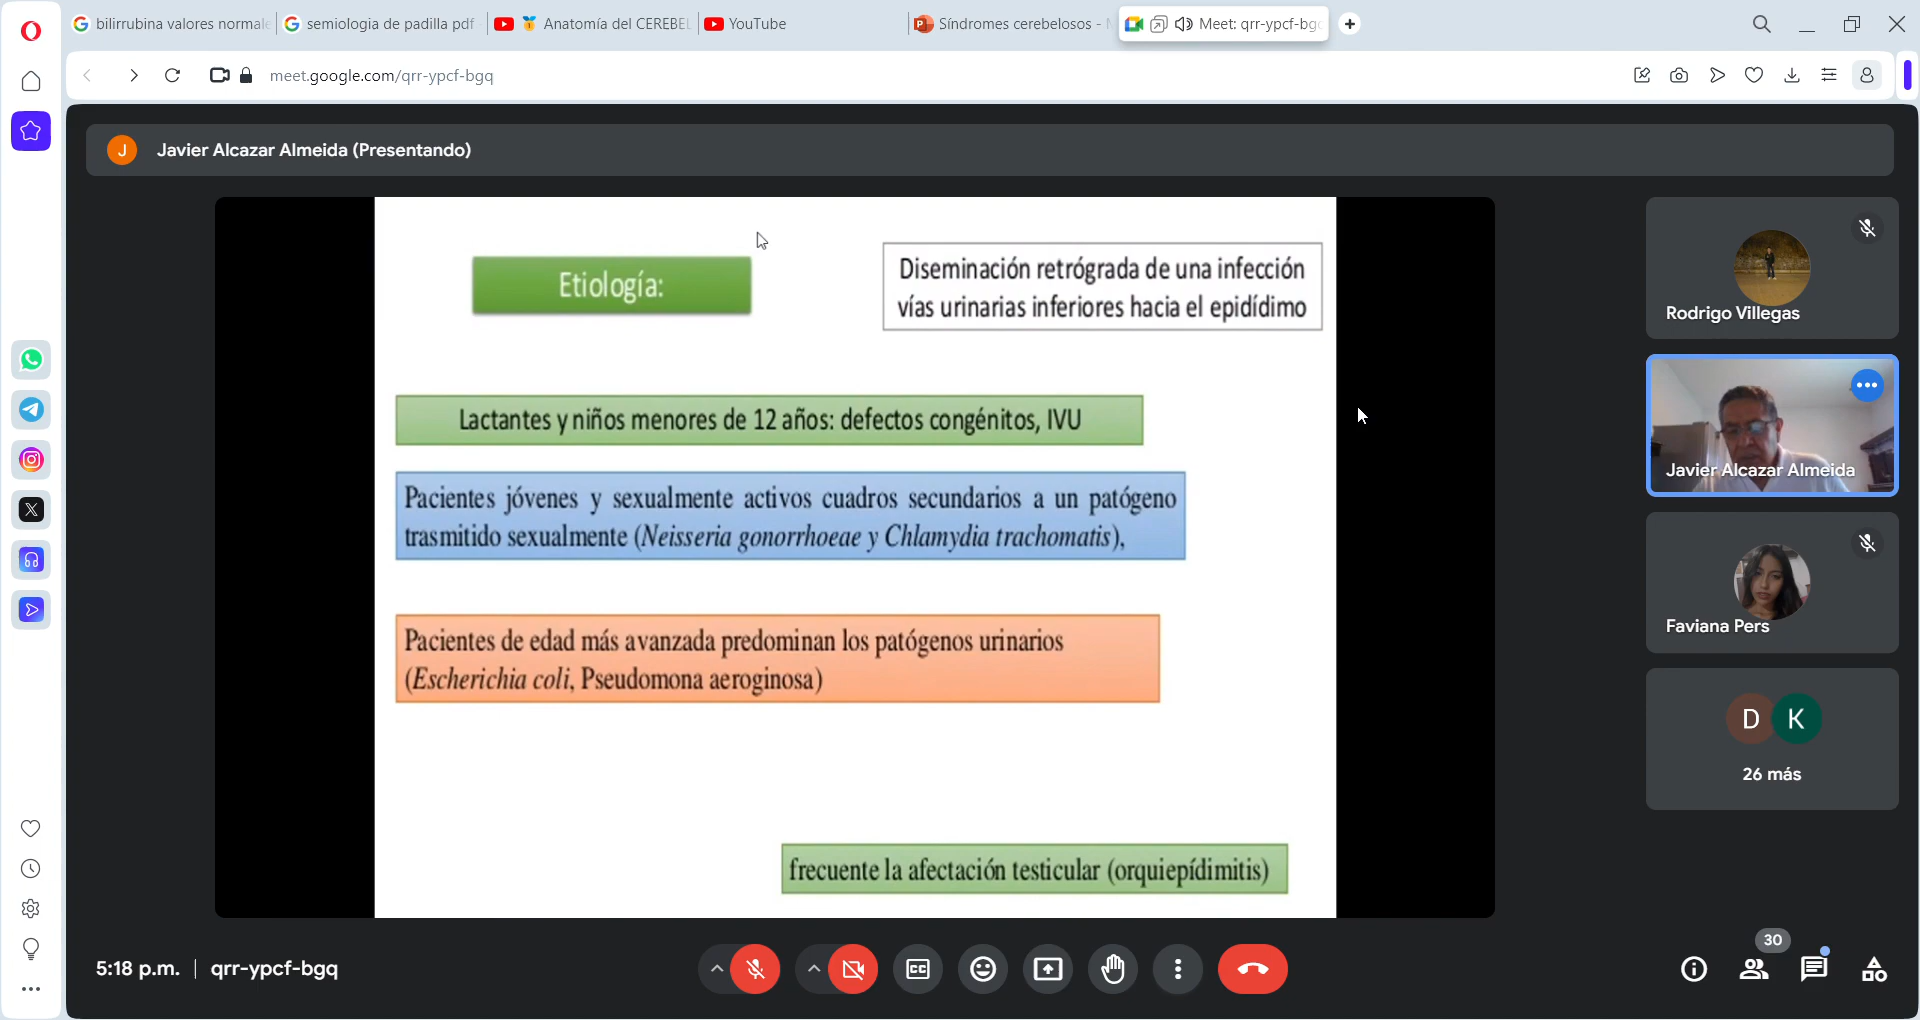 bilirrubina valores normale
semiologia de padilla pdf
Anatomía del CEREBEL
YouTube
Síndromes cerebelosos -
Meet: qrr-ypcf-bgq
meet.google.com/qrr-ypcf-bgq
J
Javier Alcazar Almeida (Presentando)
Etiología:
Diseminación retrógrada de una infección
vías urinarias inferiores hacia el epidídimo
Lactantes y niños menores de 12 años: defectos congénitos, IVU
Pacientes jóvenes y sexualmente activos cuadros secundarios a un patógeno
trasmitido sexualmente (Neisseria gonorrhoeae y Chlamydia trachomatis),
Pacientes de edad más avanzada predominan los patógenos urinarios
(Escherichia coli, Pseudomona aeroginosa)
frecuente la afectación testicular (orquiepídimitis)
Rodrigo Villegas
Javier Alcazar Almeida
Faviana Pers
D K
26 más
5:18 p.m. | qrr-ypcf-bgq
CC
30